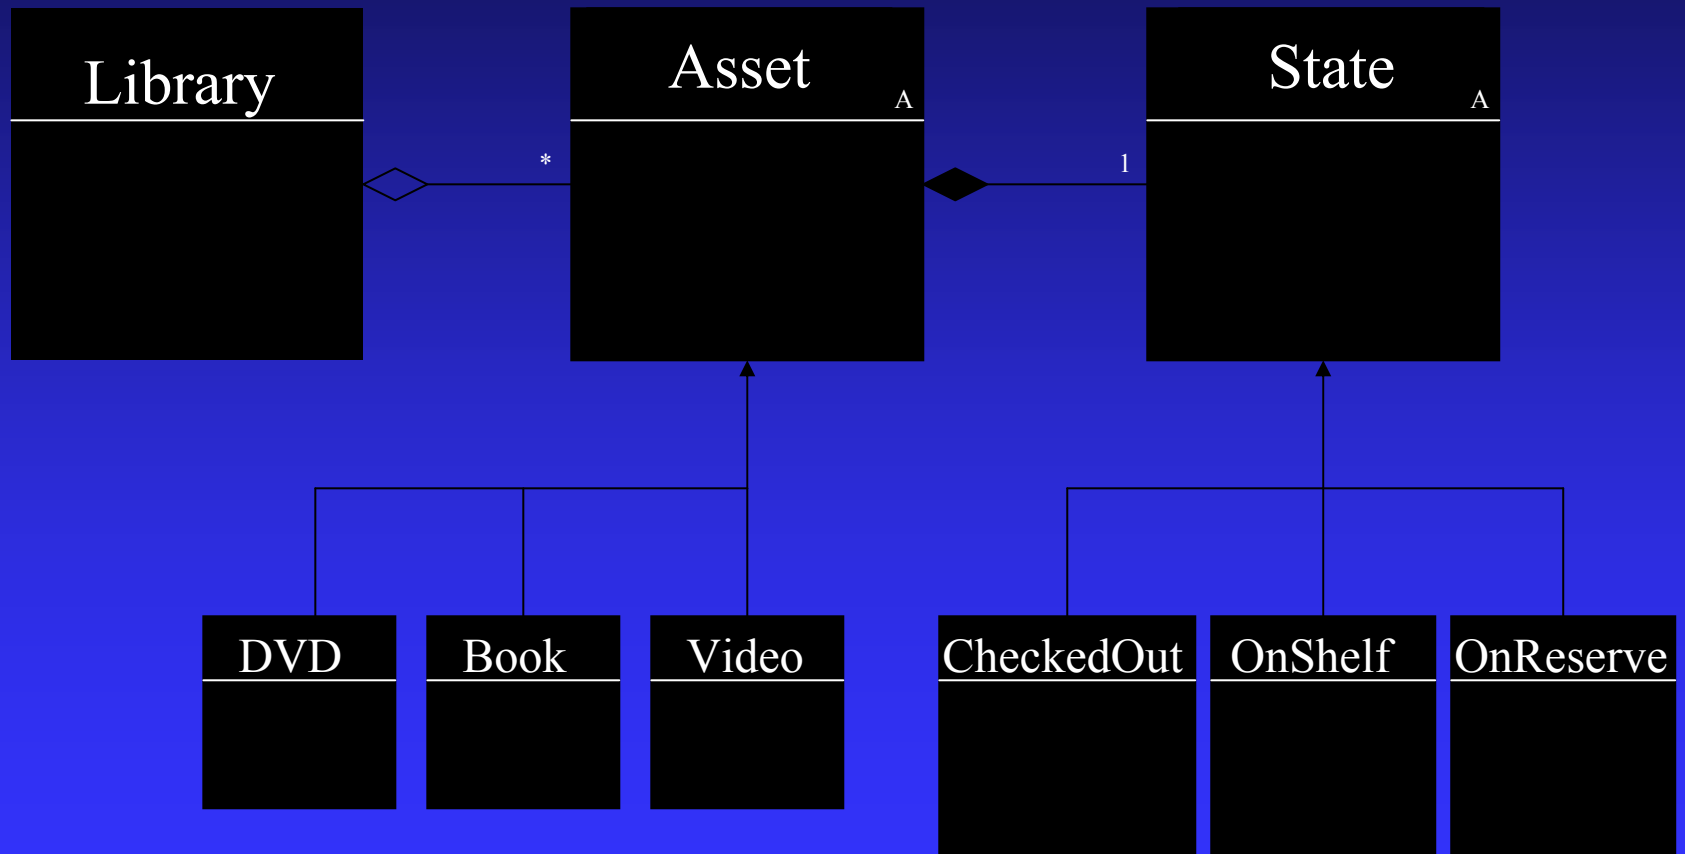 Library
Asset
A
State
A
*
1
DVD
Book
Video
CheckedOut
OnShelf
OnReserve